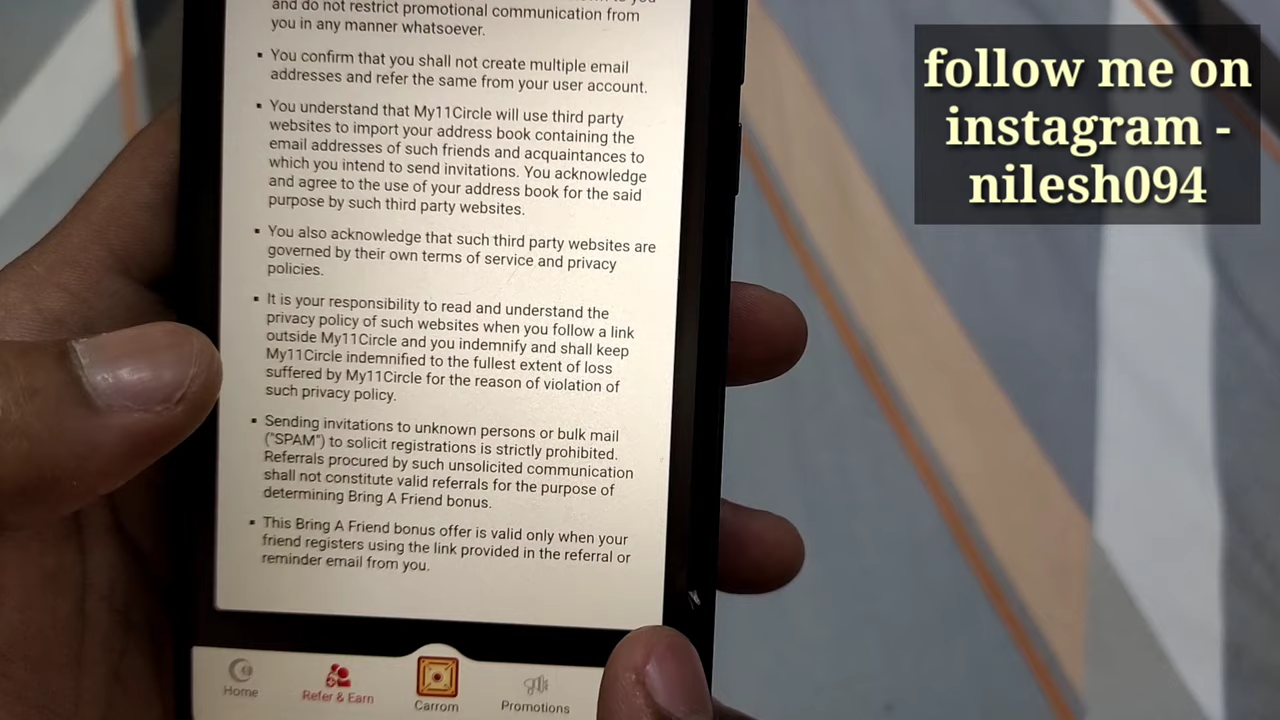 and do not restrict promotional communication from
you in any manner whatsoever.
▪ You confirm that you shall not create multiple email
addresses and refer the same from your user account.
▪ You understand that My11Circle will use third party
websites to import your address book containing the
email addresses of such friends and acquaintances to
which you intend to send invitations. You acknowledge
and agree to the use of your address book for the said
purpose by such third party websites.
▪ You also acknowledge that such third party websites are
governed by their own terms of service and privacy
policies.
▪ It is your responsibility to read and understand the
privacy policy of such websites when you follow a link
outside My11Circle and you indemnify and shall keep
My11Circle indemnified to the fullest extent of loss
suffered by My11Circle for the reason of violation of
such privacy policy.
▪ Sending invitations to unknown persons or bulk mail
("SPAM") to solicit registrations is strictly prohibited.
Referrals procured by such unsolicited communication
shall not constitute valid referrals for the purpose of
determining Bring A Friend bonus.
▪ This Bring A Friend bonus offer is valid only when your
friend registers using the link provided in the referral or
reminder email from you.
Home
Refer & Earn
Carrom
Promotions
follow me on
instagram -
nilesh094